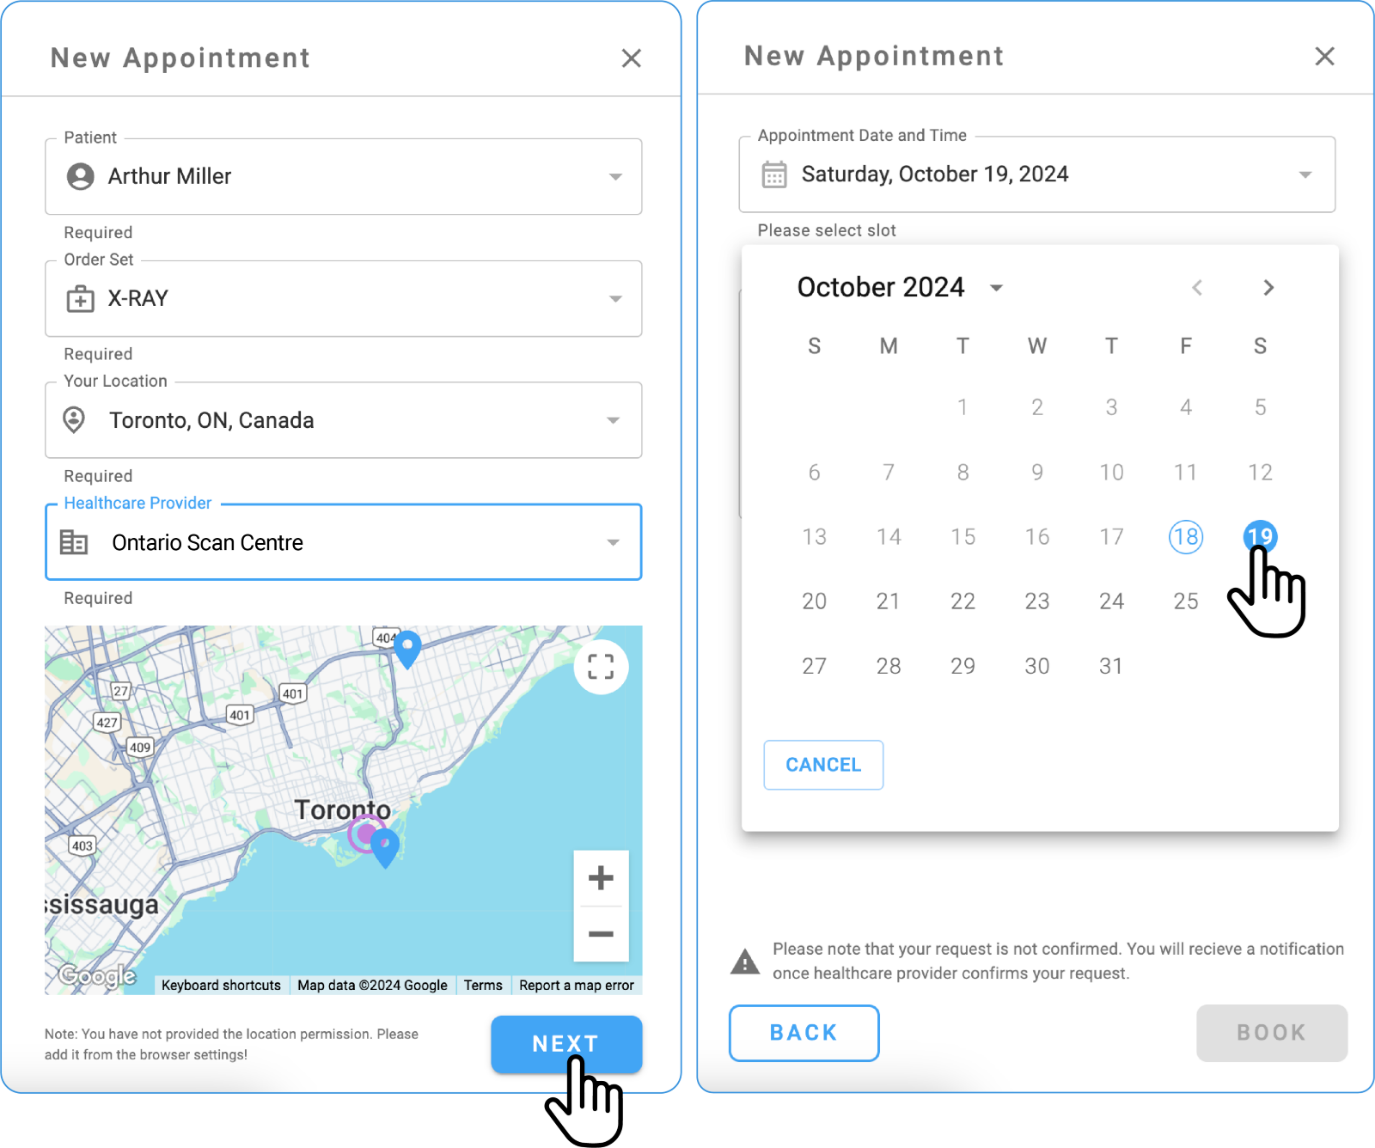 New Appointment
Patient
Arthur Miller
Required
Order Set
X-RAY
Required
Your Location
Toronto, ON, Canada
Required
Healthcare Provider
Ontario Scan Centre
Required
404
401
27
401
427
409
Toronto
403
ssissauga
Google
Keyboard shortcuts
Map data ©2024 Google
Terms
Report a map error
Note: You have not provided the location permission. Please
add it from the browser settings!
NEXT
New Appointment
Appointment Date and Time
Saturday, October 19, 2024
Please select slot
October 2024
S M T W T F S
1 2 3 4 5
6 7 8 9 10 11 12
13 14 15 16 17 18 19
20 21 22 23 24 25
27 28 29 30 31
CANCEL
Please note that your request is not confirmed. You will recieve a notification
once healthcare provider confirms your request.
BACK
BOOK